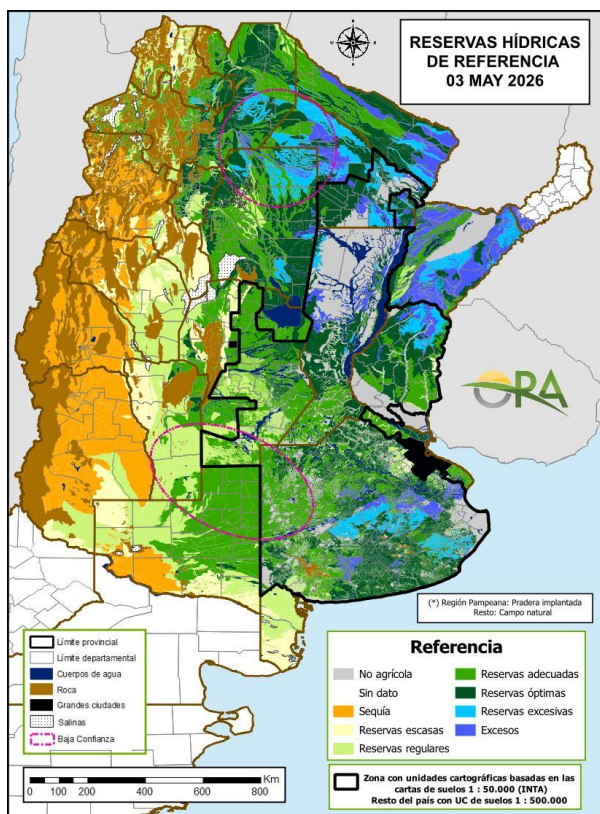 RESERVAS HÍDRICAS
DE REFERENCIA
03 MAY 2026
ORA
(*) Región Pampeana: Pradera implantada
Resto: Campo natural
Límite provincial
Límite departamental
Cuerpos de agua
Roca
Grandes ciudades
Salinas
Baja Confianza
Referencia
No agrícola
Sin dato
Sequía
Reservas escasas
Reservas regulares
Reservas adecuadas
Reservas óptimas
Reservas excesivas
Excesos
0 100 200 400 600 800
Km
Zona con unidades cartográficas basadas en las
cartas de suelos 1 : 50.000 (INTA)
Resto del país con UC de suelos 1 : 500.000